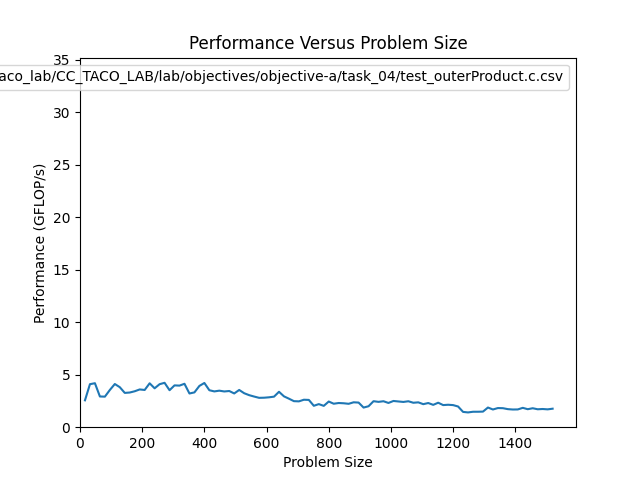 Performance Versus Problem Size
aco_lab/CC_TACO_LAB/lab/objectives/objective-a/task_04/test_outerProduct.c.csv
35
30
25
20
15
10
5
0
Performance (GFLOP/s)
0 200 400 600 800 1000 1200 1400
Problem Size